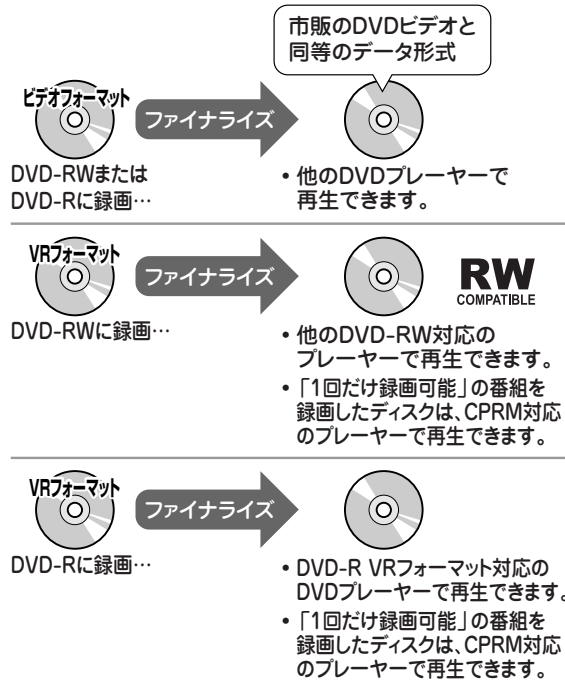 市販のDVDビデオと
同等のデータ形式
ビデオフォーマット
ファイナライズ
DVD-RWまたは
DVD-Rに録画…
• 他のDVDプレーヤーで
再生できます。
VRフォーマット
ファイナライズ
RW
COMPATIBLE
DVD-RWに録画…
• 他のDVD-RW対応の
プレーヤーで再生できます。
• 「1回だけ録画可能」の番組を
録画したディスクは、CPRM対応
のプレーヤーで再生できます。
VRフォーマット
ファイナライズ
DVD-Rに録画…
• DVD-R VRフォーマット対応の
DVDプレーヤーで再生できます。
• 「1回だけ録画可能」の番組を
録画したディスクは、CPRM対応
のプレーヤーで再生できます。